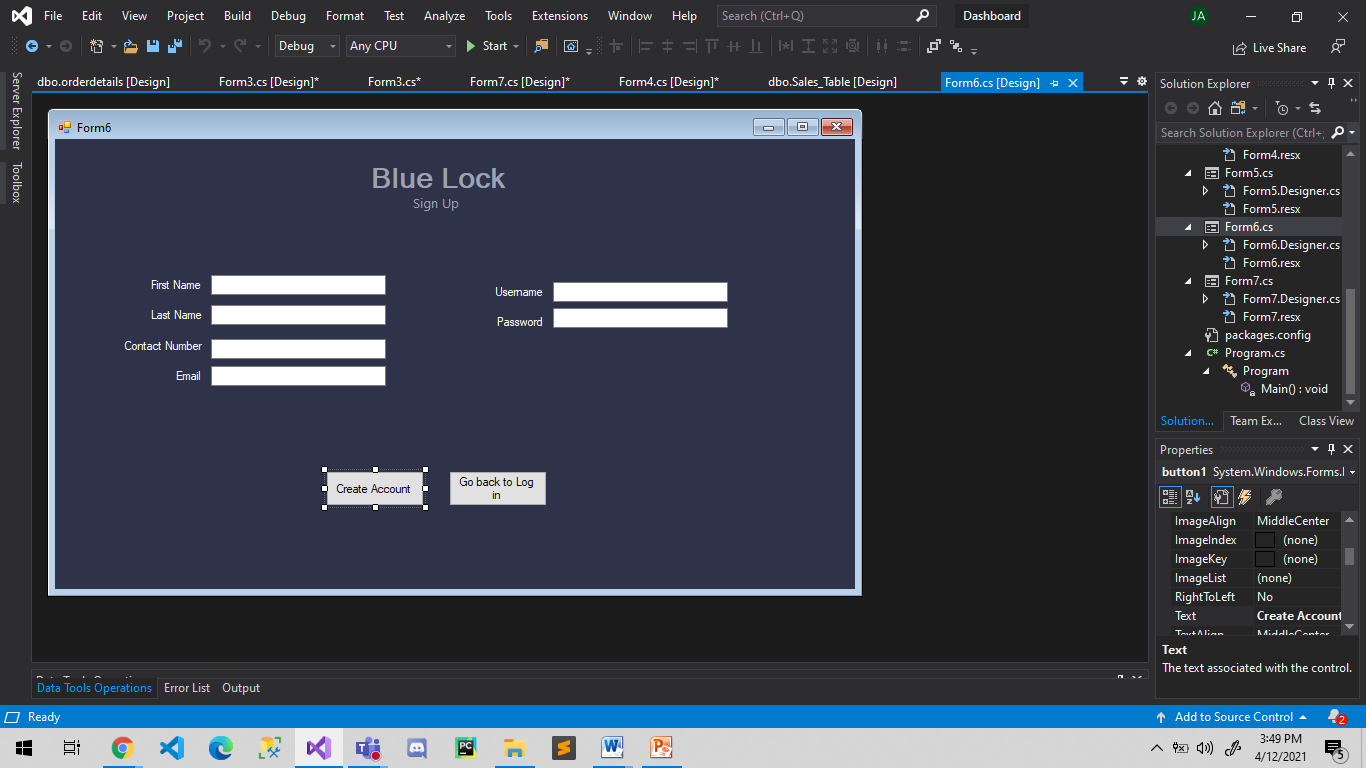 File Edit View Project Build Debug Format Test Analyze Tools Extensions Window Help Search (Ctrl+Q) Dashboard JA
Debug Any CPU Start Live Share
dbo.orderdetails [Design] Form3.cs [Design]* Form3.cs* Form7.cs [Design]* Form4.cs [Design]* dbo.Sales_Table [Design] Form6.cs [Design]
Server Explorer
Toolbox
Form6
Blue Lock
Sign Up
First Name
Last Name
Contact Number
Email
Username
Password
Create Account
Go back to Log
in
Solution Explorer
Search Solution Explorer (Ctrl+;
Form4.resx
Form5.cs
Form5.Designer.cs
Form5.resx
Form6.cs
Form6.Designer.cs
Form6.resx
Form7.cs
Form7.Designer.cs
Form7.resx
packages.config
C# Program.cs
Program
Main() : void
Solution... Team Ex... Class View
Properties
button1 System.Windows.Forms.
ImageAlign MiddleCenter
ImageIndex (none)
ImageKey (none)
ImageList (none)
RightToLeft No
Text Create Account
TextAlign MiddleCenter
Text
The text associated with the control.
Data Tools Operations
Data Tools Operations Error List Output
Ready Add to Source Control 2
3:49 PM
4/12/2021
5